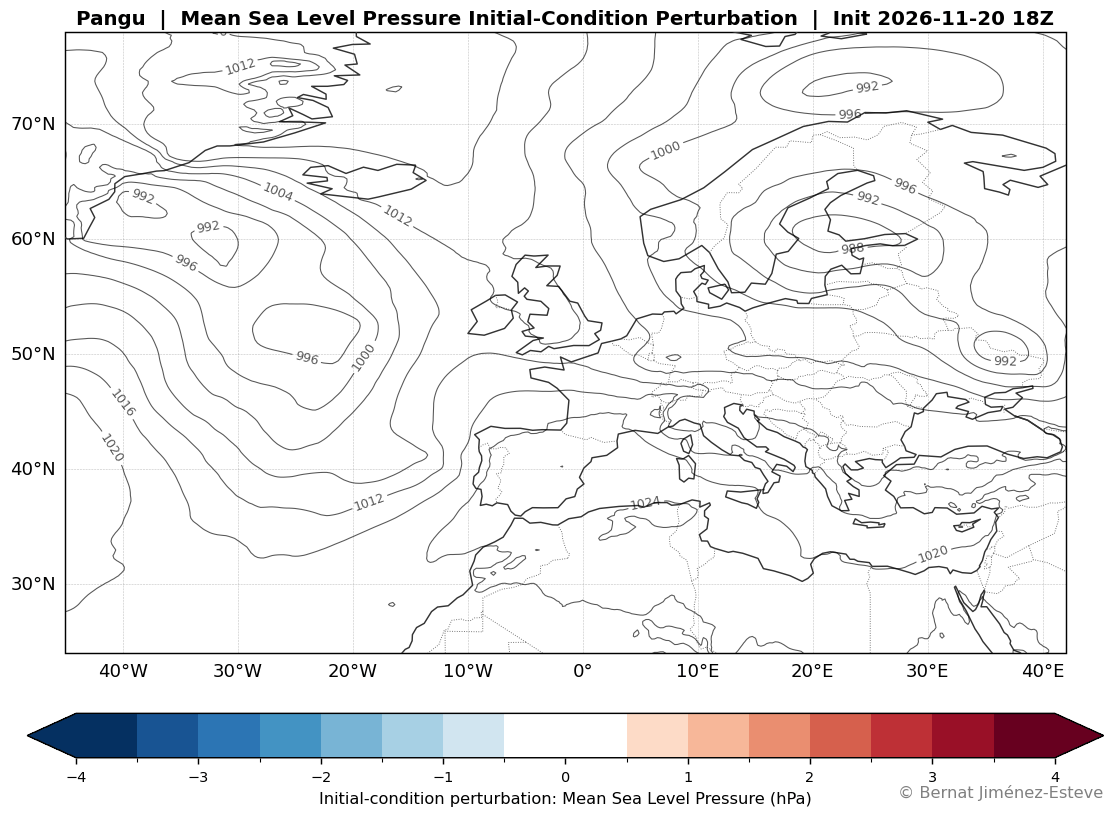 Pangu | Mean Sea Level Pressure Initial-Condition Perturbation | Init 2026-11-20 18Z
1012
992
70°N
996
1000
992
1004
996
992
1012
992
60°N
988
996
50°N
996
1000
992
1016
1020
40°N
1012
1024
1020
30°N
40°W 30°W 20°W 10°W 0° 10°E 20°E 30°E 40°E
−4 −3 −2 −1 0 1 2 3 4
Initial-condition perturbation: Mean Sea Level Pressure (hPa)
© Bernat Jiménez-Esteve